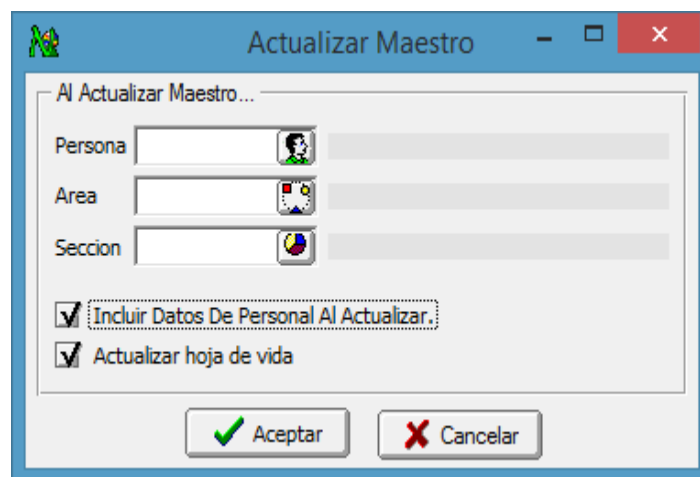 Actualizar Maestro
Al Actualizar Maestro...
Persona
Area
Seccion
Incluir Datos De Personal Al Actualizar.
Actualizar hoja de vida
Aceptar Cancelar